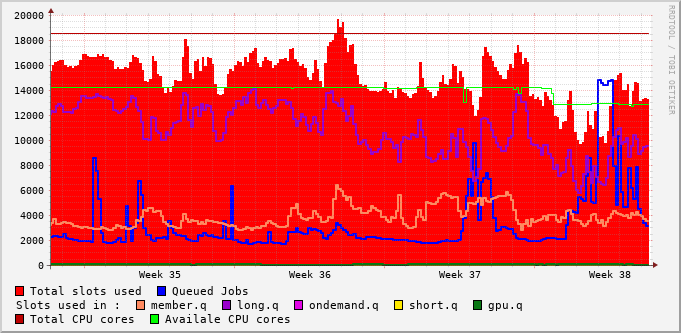 20000
18000
16000
14000
12000
10000
8000
6000
4000
2000
0
Week 35 Week 36 Week 37 Week 38
Total slots used Queued Jobs
Slots used in : member.q long.q ondemand.q short.q gpu.q
Total CPU cores Availale CPU cores
RRDTOOL / TOBI OETIKER